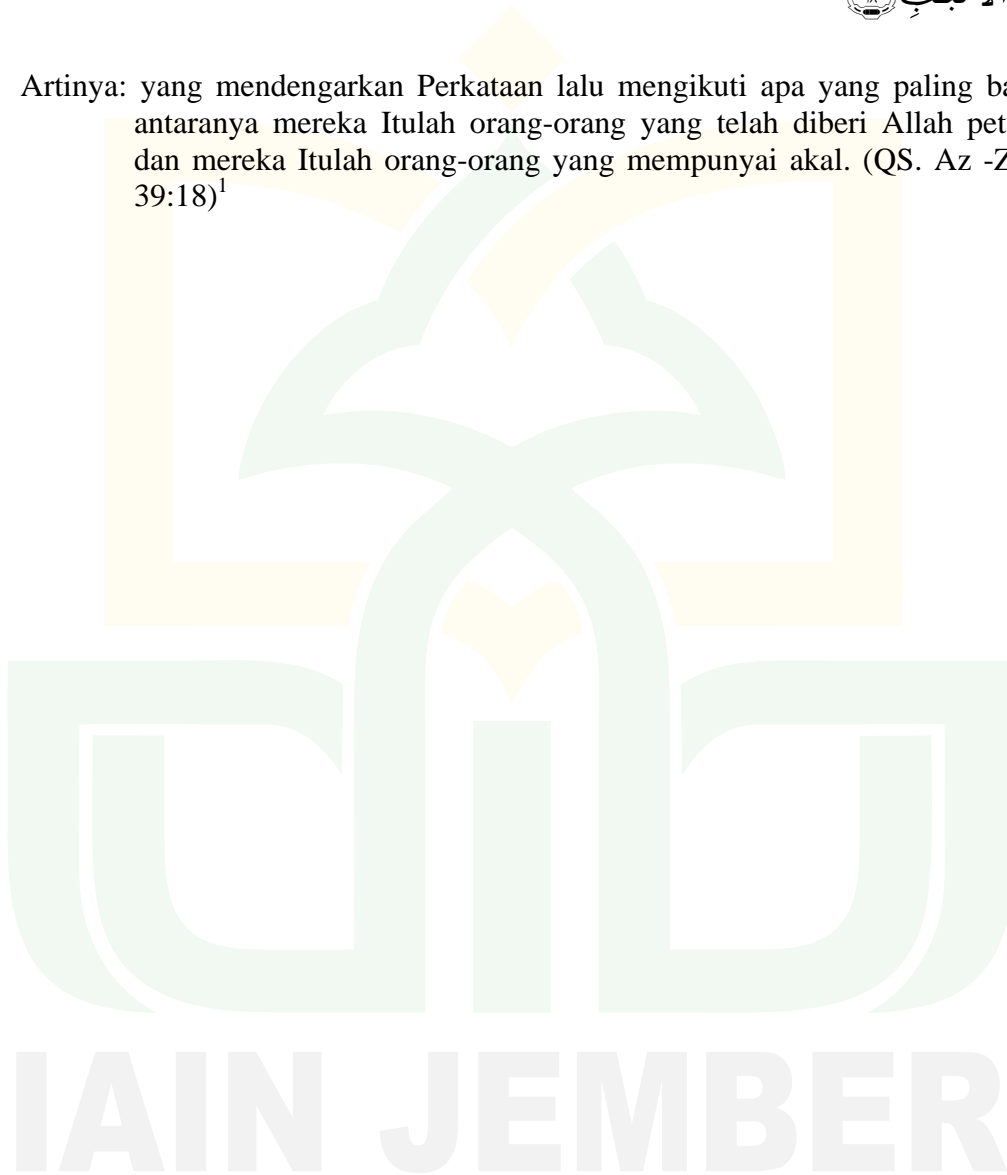 Artinya: yang mendengarkan Perkataan lalu mengikuti apa yang paling
antaranya mereka Itulah orang-orang yang telah diberi Allah
dan mereka Itulah orang-orang yang mempunyai akal. (QS. Az
39:18)¹
IAIN JEMBER